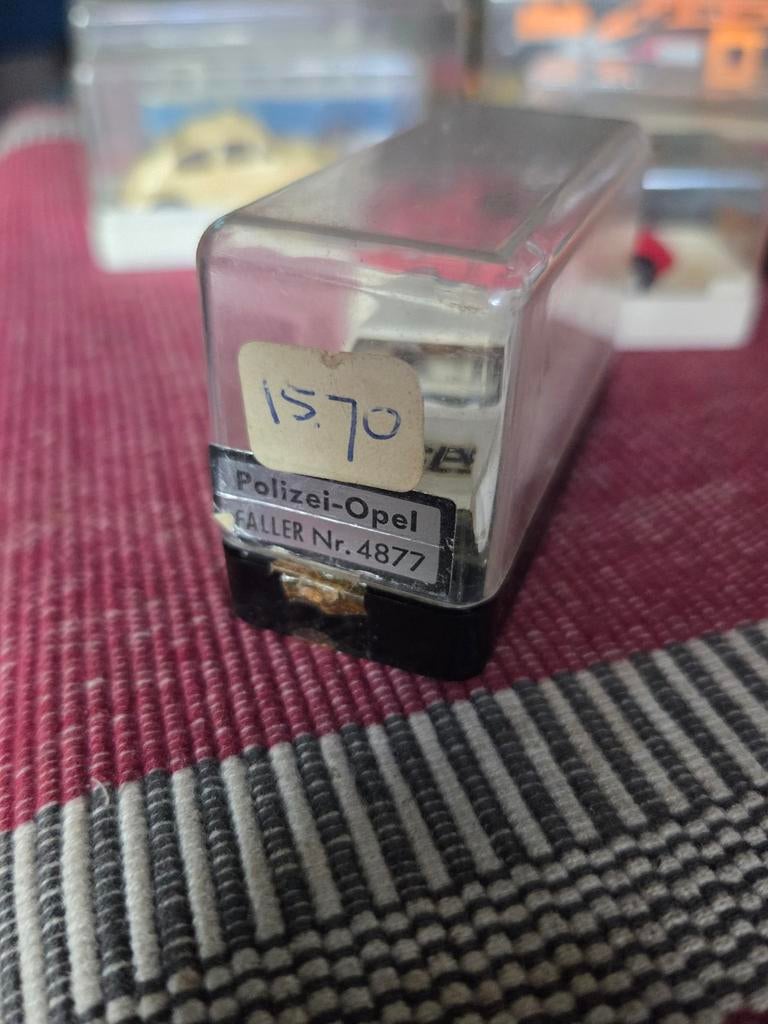 15.70
Polizei-Opel
FALLER Nr. 4877